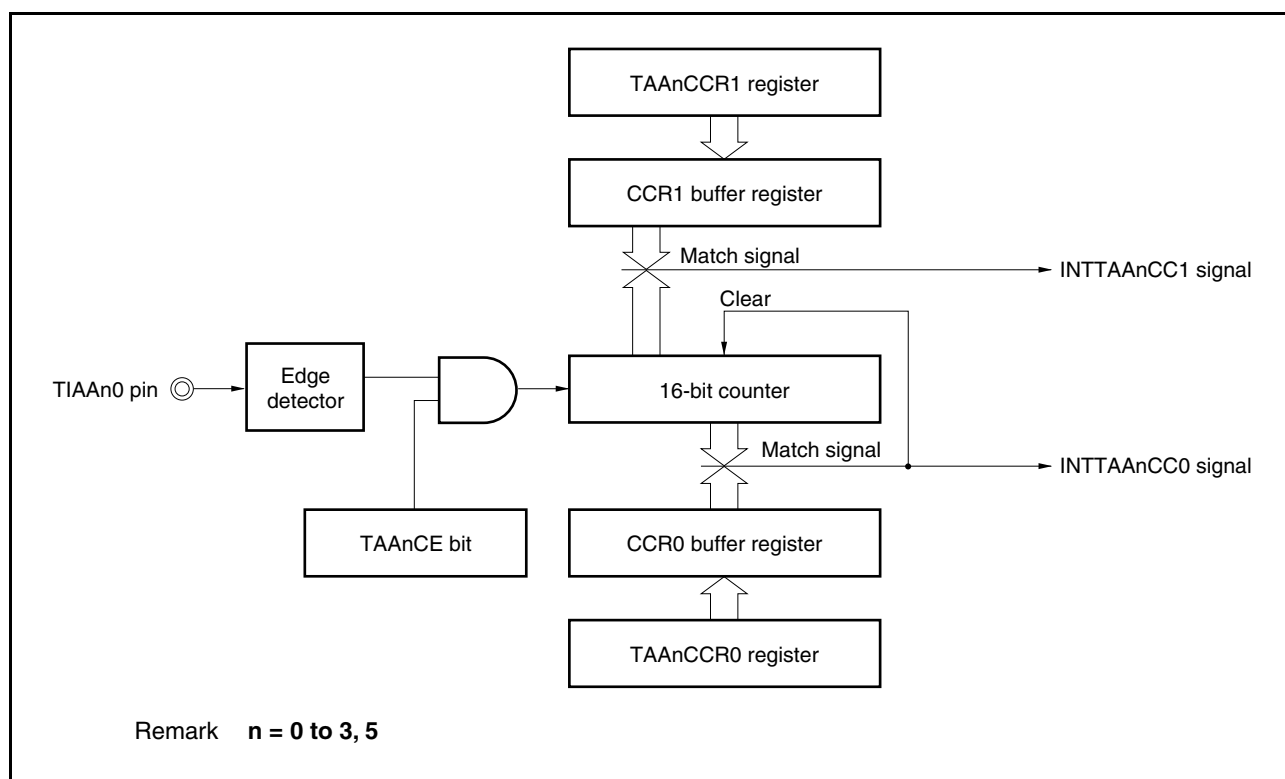 TAAnCCR1 register
CCR1 buffer register
Match signal
INTTAAnCC1 signal
Clear
TIAAn0 pin
Edge
detector
16-bit counter
Match signal
INTTAAnCC0 signal
TAAnCE bit
CCR0 buffer register
TAAnCCR0 register
Remark n = 0 to 3, 5